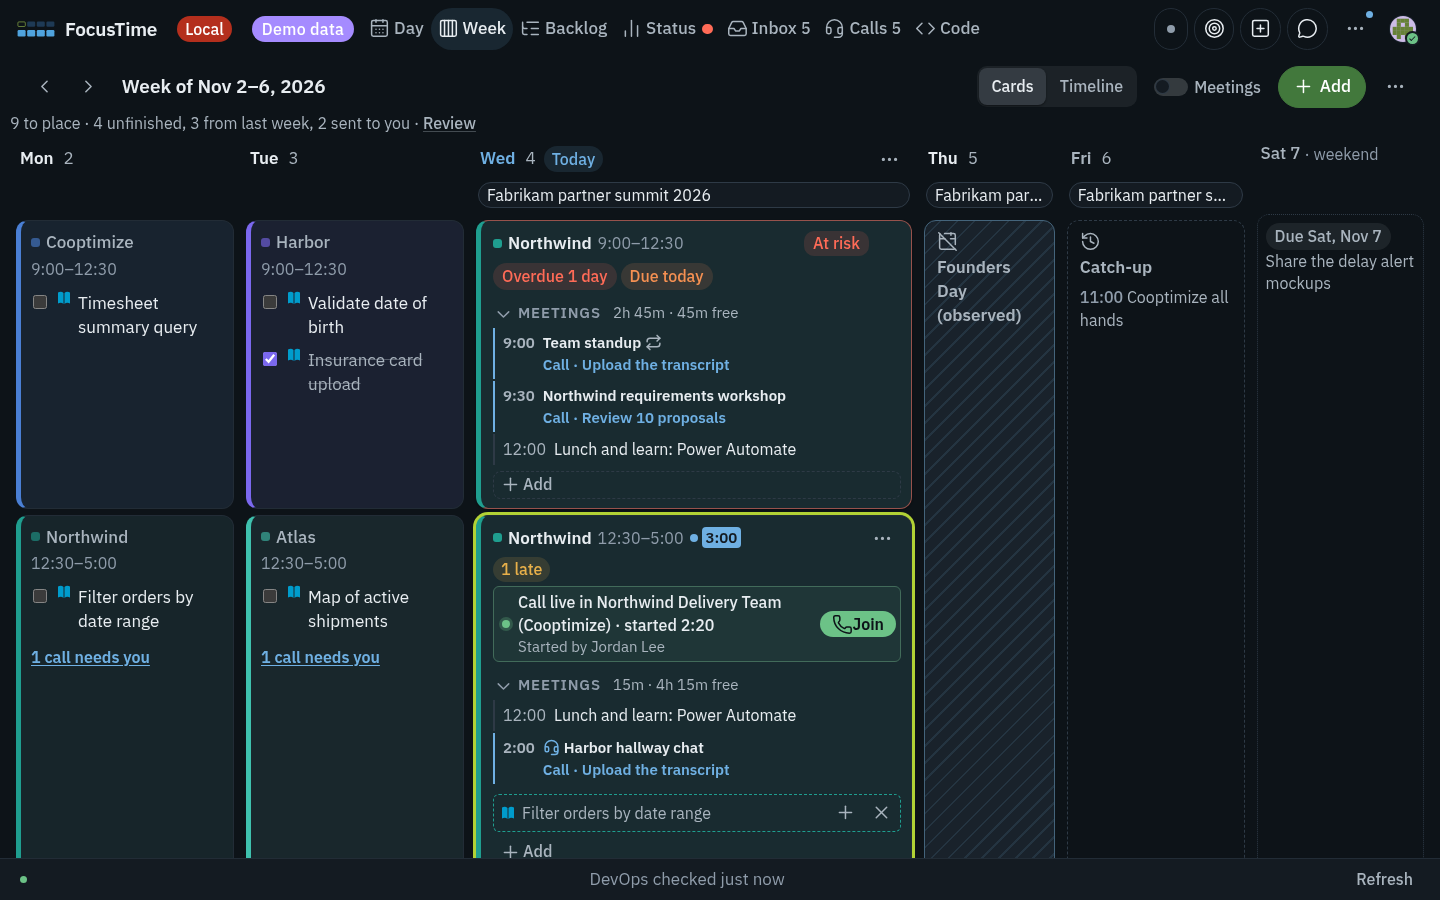 FocusTime
Local
Demo data
Day
Week
Backlog
Status
Inbox 5
Calls 5
Code
Week of Nov 2–6, 2026
Cards
Timeline
Meetings
Add
9 to place · 4 unfinished, 3 from last week, 2 sent to you · Review
Mon 2
Tue 3
Wed 4 Today
Thu 5
Fri 6
Sat 7 · weekend
Fabrikam partner summit 2026
Fabrikam par...
Fabrikam partner s...
Cooptimize
9:00–12:30
Timesheet
summary query
Harbor
9:00–12:30
Validate date of
birth
Insurance card
upload
Northwind 9:00–12:30
At risk
Overdue 1 day
Due today
MEETINGS 2h 45m · 45m free
9:00 Team standup
Call · Upload the transcript
9:30 Northwind requirements workshop
Call · Review 10 proposals
12:00 Lunch and learn: Power Automate
Add
Founders
Day
(observed)
Catch-up
11:00 Cooptimize all
hands
Due Sat, Nov 7
Share the delay alert
mockups
Northwind
12:30–5:00
Filter orders by
date range
1 call needs you
Atlas
12:30–5:00
Map of active
shipments
1 call needs you
Northwind 12:30–5:00 3:00
1 late
Call live in Northwind Delivery Team
(Cooptimize) · started 2:20
Started by Jordan Lee
Join
MEETINGS 15m · 4h 15m free
12:00 Lunch and learn: Power Automate
2:00 Harbor hallway chat
Call · Upload the transcript
Filter orders by date range
Add
DevOps checked just now
Refresh